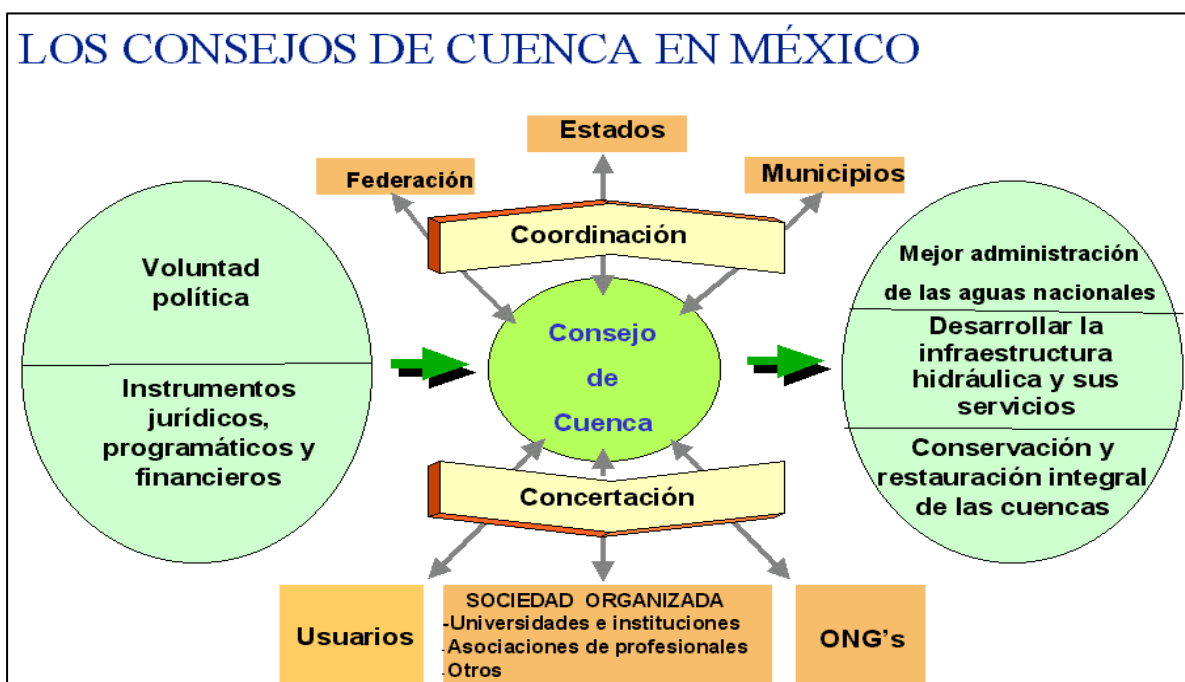 LOS CONSEJOS DE CUENCA EN MÉXICO
Estados
Federación
Municipios
Coordinación
Voluntad
política
Instrumentos
jurídicos,
programáticos y
financieros
Consejo
de
Cuenca
Mejor administración
de las aguas nacionales
Desarrollar la
infraestructura
hidráulica y sus
servicios
Conservación y
restauración integral
de las cuencas
Concertación
Usuarios
SOCIEDAD ORGANIZADA
-Universidades e instituciones
-Asociaciones de profesionales
-Otros
ONG's